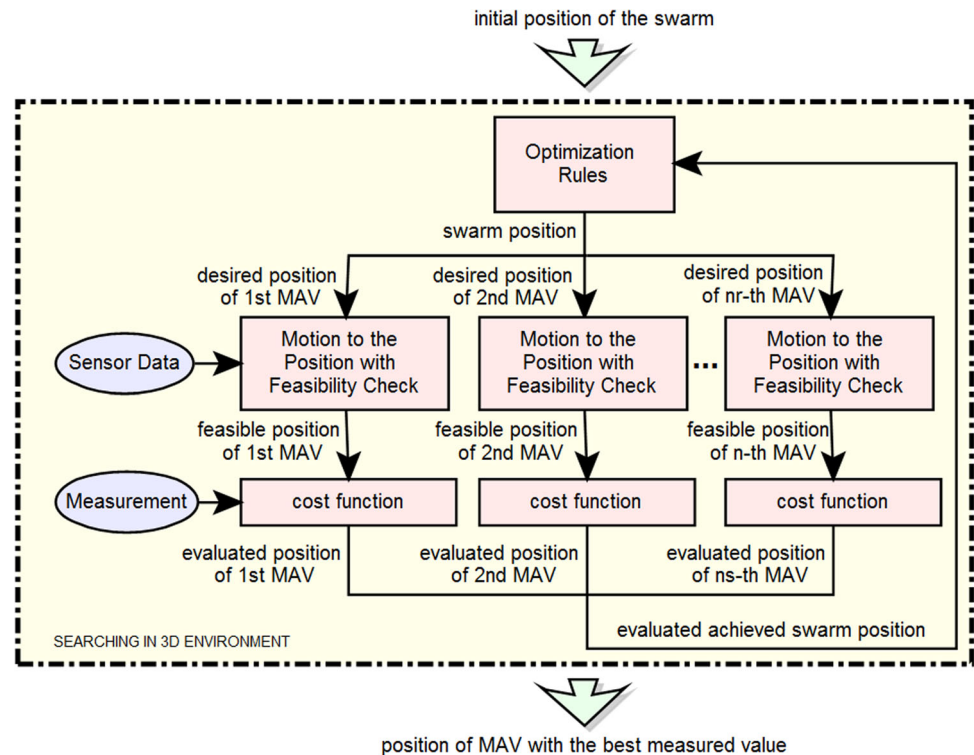 initial position of the swarm
Optimization
Rules
swarm position
desired position
of 1st MAV
desired position
of 2nd MAV
desired position
of nr-th MAV
Sensor Data
Motion to the
Position with
Feasibility Check
Motion to the
Position with
Feasibility Check
...
Motion to the
Position with
Feasibility Check
feasible position
of 1st MAV
feasible position
of 2nd MAV
feasible position
of n-th MAV
Measurement
cost function
cost function
cost function
evaluated position
of 1st MAV
evaluated position
of 2nd MAV
evaluated position
of ns-th MAV
SEARCHING IN 3D ENVIRONMENT
evaluated achieved swarm position
position of MAV with the best measured value